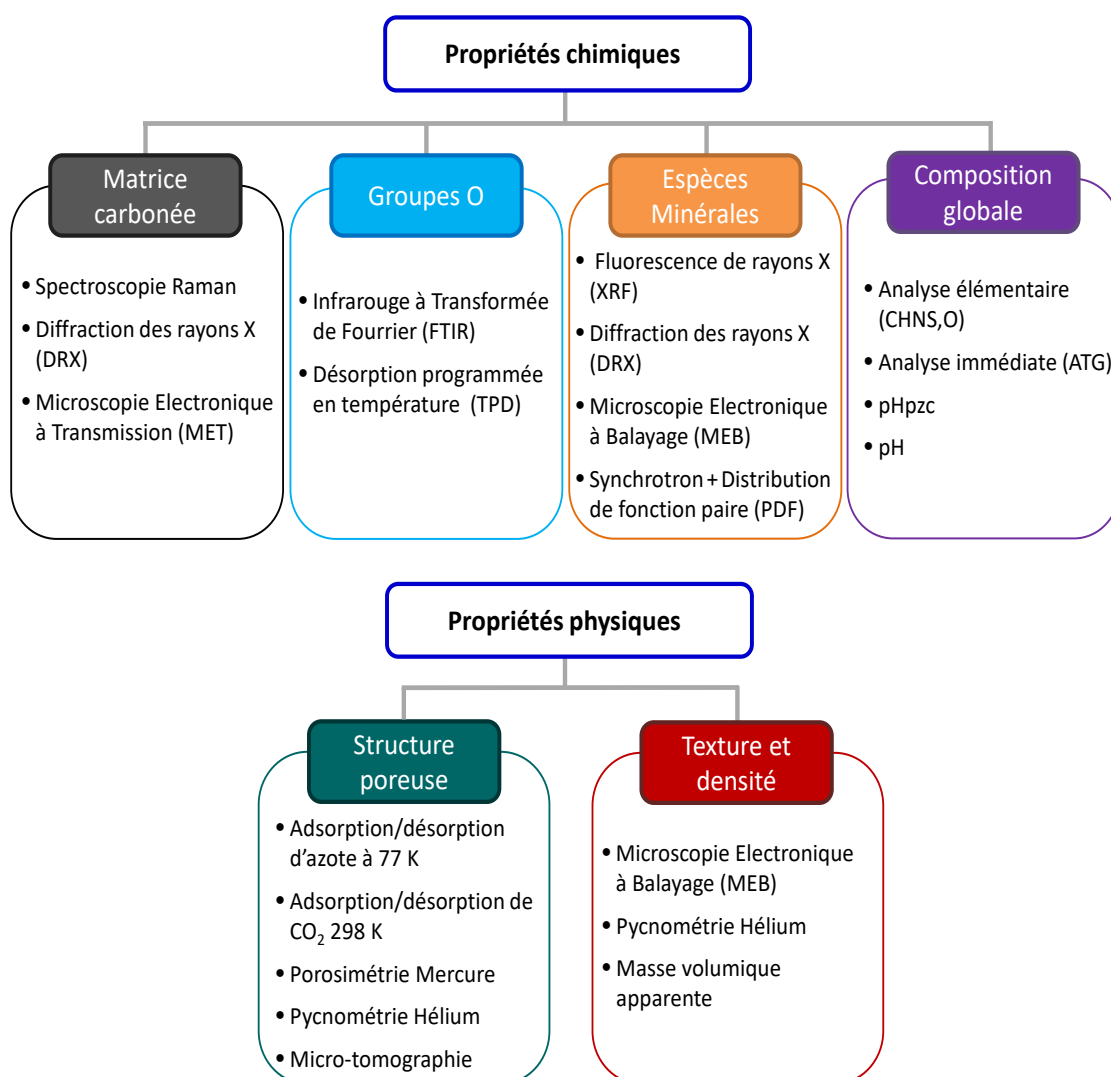 Propriétés chimiques
Matrice
carbonée
• Spectroscopie Raman
• Diffraction des rayons X
(DRX)
• Microscopie Electronique
à Transmission (MET)
Groupes O
• Infrarouge à Transformée
de Fourrier (FTIR)
• Désorption programmée
en température (TPD)
Espèces
Minérales
• Fluorescence de rayons X
(XRF)
• Diffraction des rayons X
(DRX)
• Microscopie Electronique
à Balayage (MEB)
• Synchrotron + Distribution
de fonction paire (PDF)
Composition
globale
• Analyse élémentaire
(CHNS,O)
• Analyse immédiate (ATG)
• pHpzc
• pH
Propriétés physiques
Structure
poreuse
• Adsorption/désorption
d'azote à 77 K
• Adsorption/désorption de
CO₂ 298 K
• Porosimétrie Mercure
• Pycnométrie Hélium
• Micro-tomographie
Texture et
densité
• Microscopie Electronique
à Balayage (MEB)
• Pycnométrie Hélium
• Masse volumique
apparente